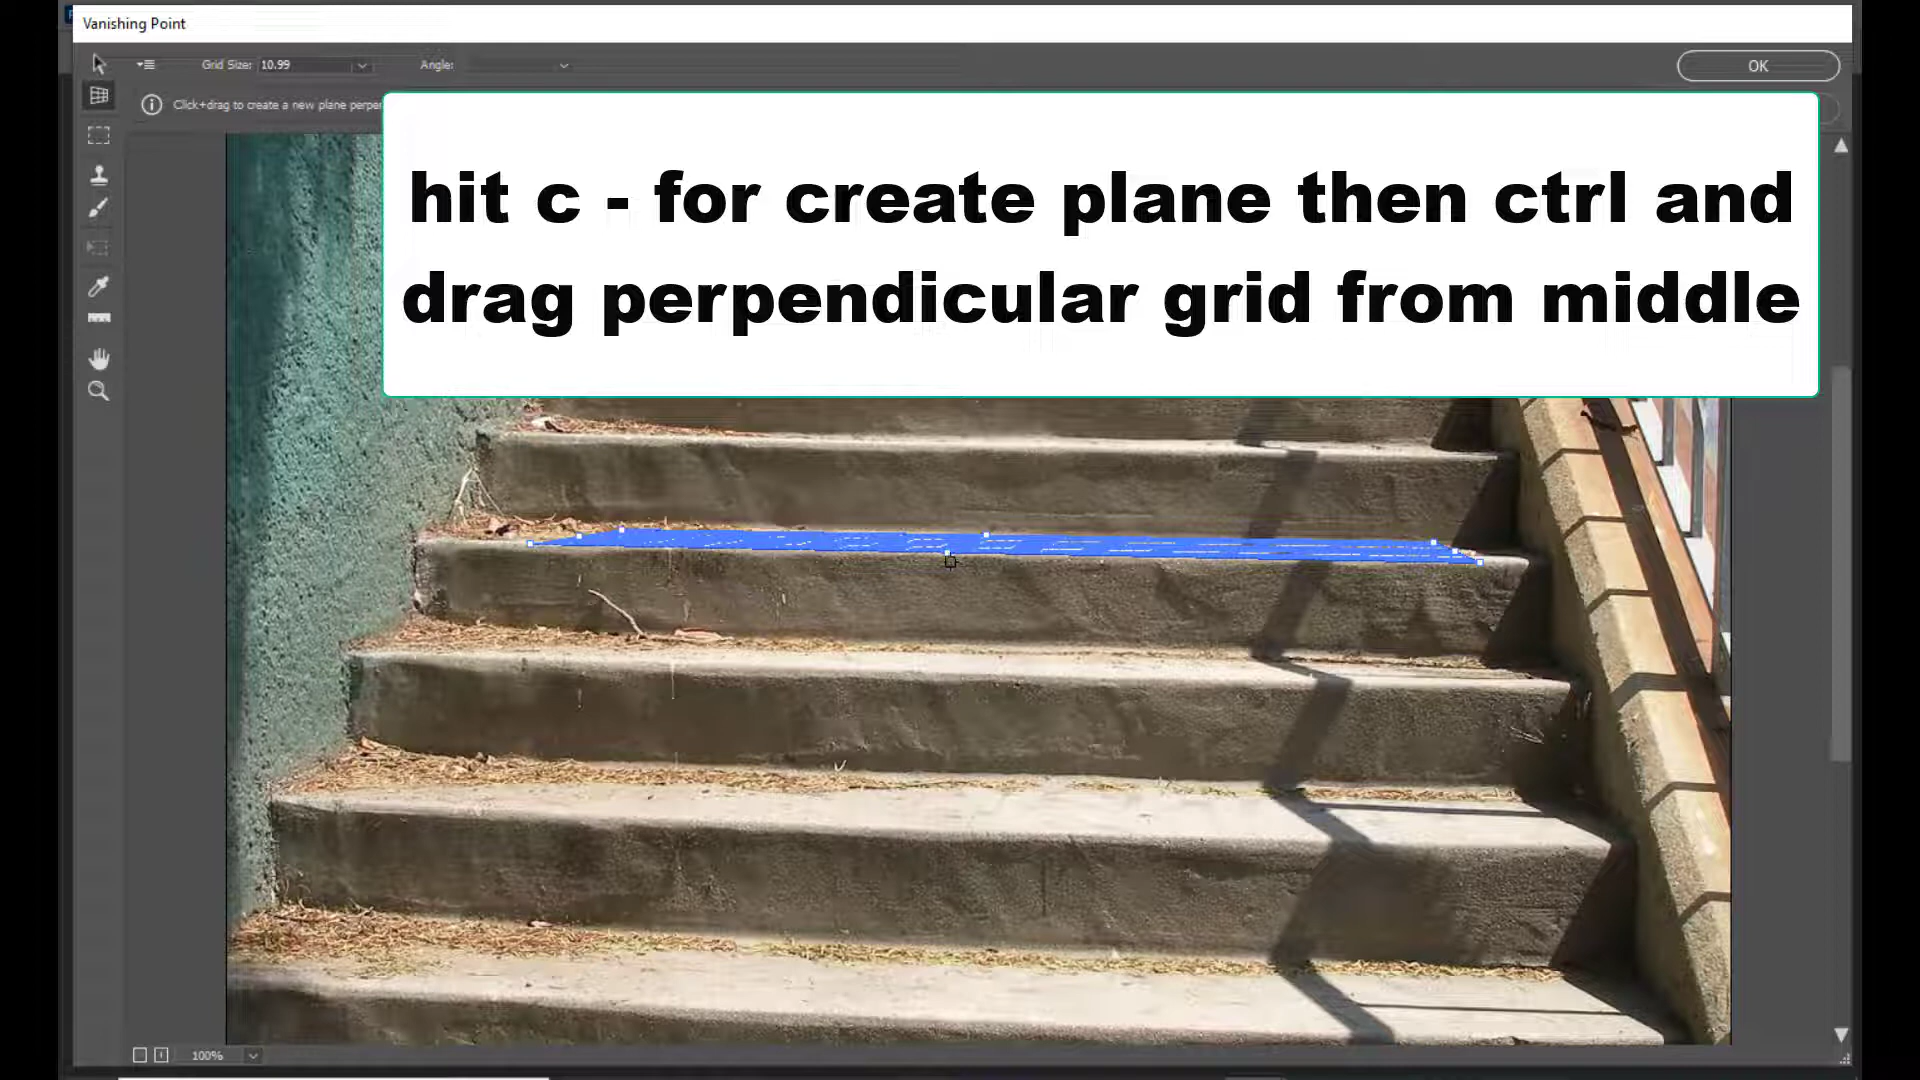 Vanishing Point
Grid Size: 10.99
Angle:
OK
Click+drag to create a new plane
hit c - for create plane then ctrl and
drag perpendicular grid from middle
100%